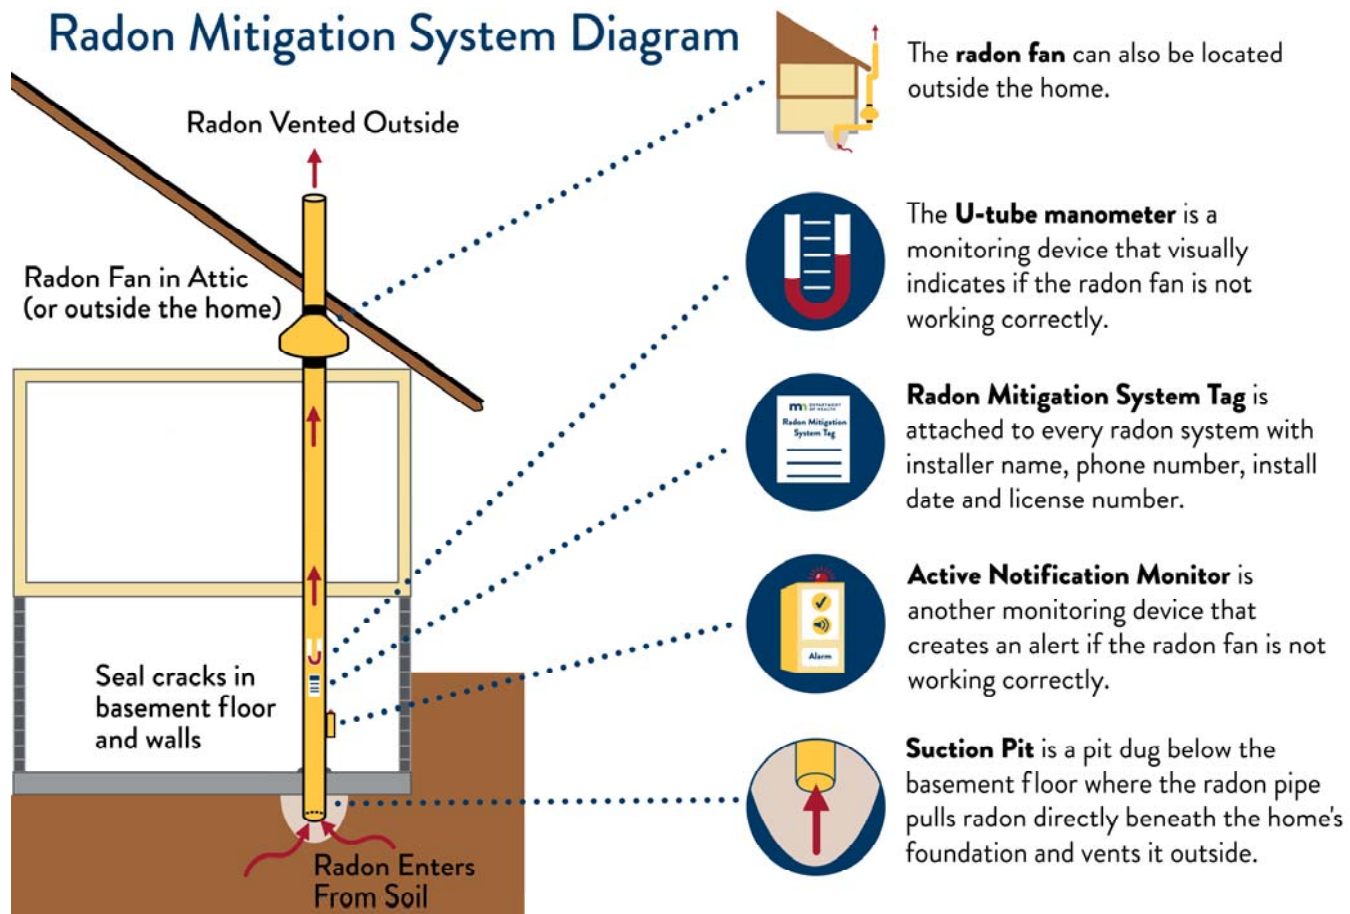 Radon Mitigation System Diagram
Radon Vented Outside
Radon Fan in Attic
(or outside the home)
Seal cracks in
basement floor
and walls
Radon Enters
From Soil
The radon fan can also be located
outside the home.
The U-tube manometer is a
monitoring device that visually
indicates if the radon fan is not
working correctly.
DEPARTMENT
OF HEALTH
Radon Mitigation
System Tag
Radon Mitigation System Tag is
attached to every radon system with
installer name, phone number, install
date and license number.
Alarm
Active Notification Monitor is
another monitoring device that
creates an alert if the radon fan is not
working correctly.
Suction Pit is a pit dug below the
basement floor where the radon pipe
pulls radon directly beneath the home's
foundation and vents it outside.